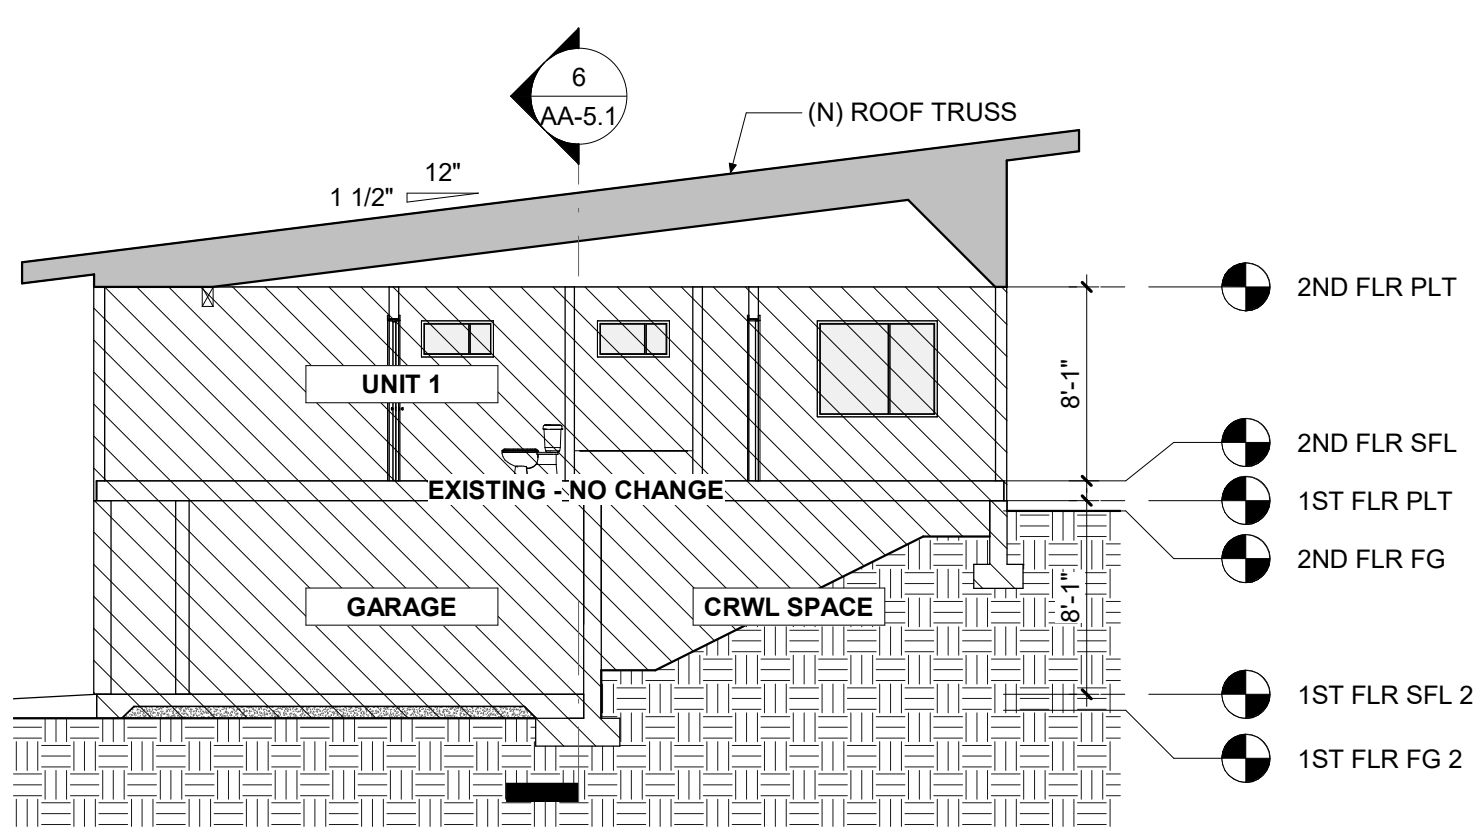 6
AA-5.1
(N) ROOF TRUSS
12"
1 1/2"
2ND FLR PLT
UNIT 1
8'-1"
2ND FLR SFL
EXISTING - NO CHANGE
1ST FLR PLT
2ND FLR FG
GARAGE
CRWL SPACE
8'-1"
1ST FLR SFL 2
1ST FLR FG 2